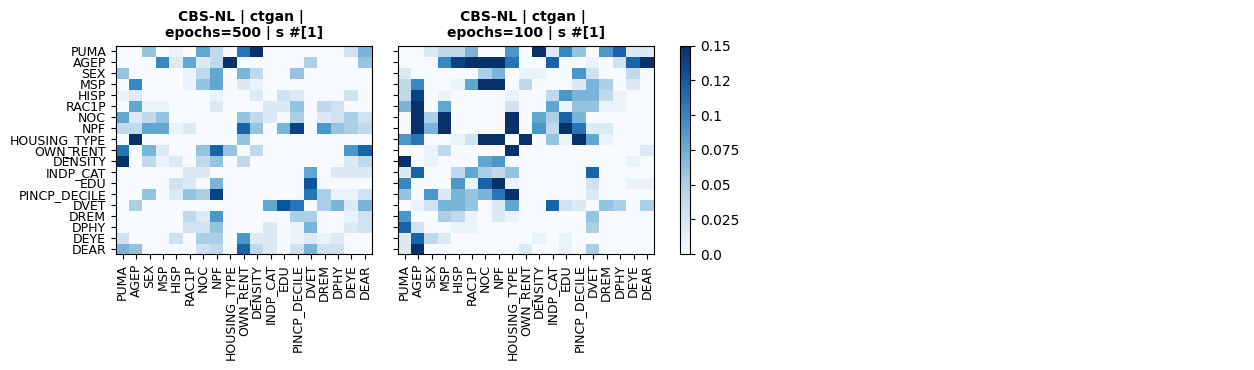 CBS-NL | ctgan |
epochs=500 | s #[1]
CBS-NL | ctgan |
epochs=100 | s #[1]
PUMA
AGEP
SEX
MSP
HISP
RAC1P
NOC
NPF
HOUSING_TYPE
OWN_RENT
DENSITY
INDP_CAT
EDU
PINCP_DECILE
DVET
DREM
DPHY
DEYE
DEAR
0.15
0.125
0.1
0.075
0.05
0.025
0.0
PUMA
AGEP
SEX
MSP
HISP
RAC1P
NOC
NPF
HOUSING_TYPE
OWN_RENT
DENSITY
INDP_CAT
EDU
PINCP_DECILE
DVET
DREM
DPHY
DEYE
DEAR
PUMA
AGEP
SEX
MSP
HISP
RAC1P
NOC
NPF
HOUSING_TYPE
OWN_RENT
DENSITY
INDP_CAT
EDU
PINCP_DECILE
DVET
DREM
DPHY
DEYE
DEAR